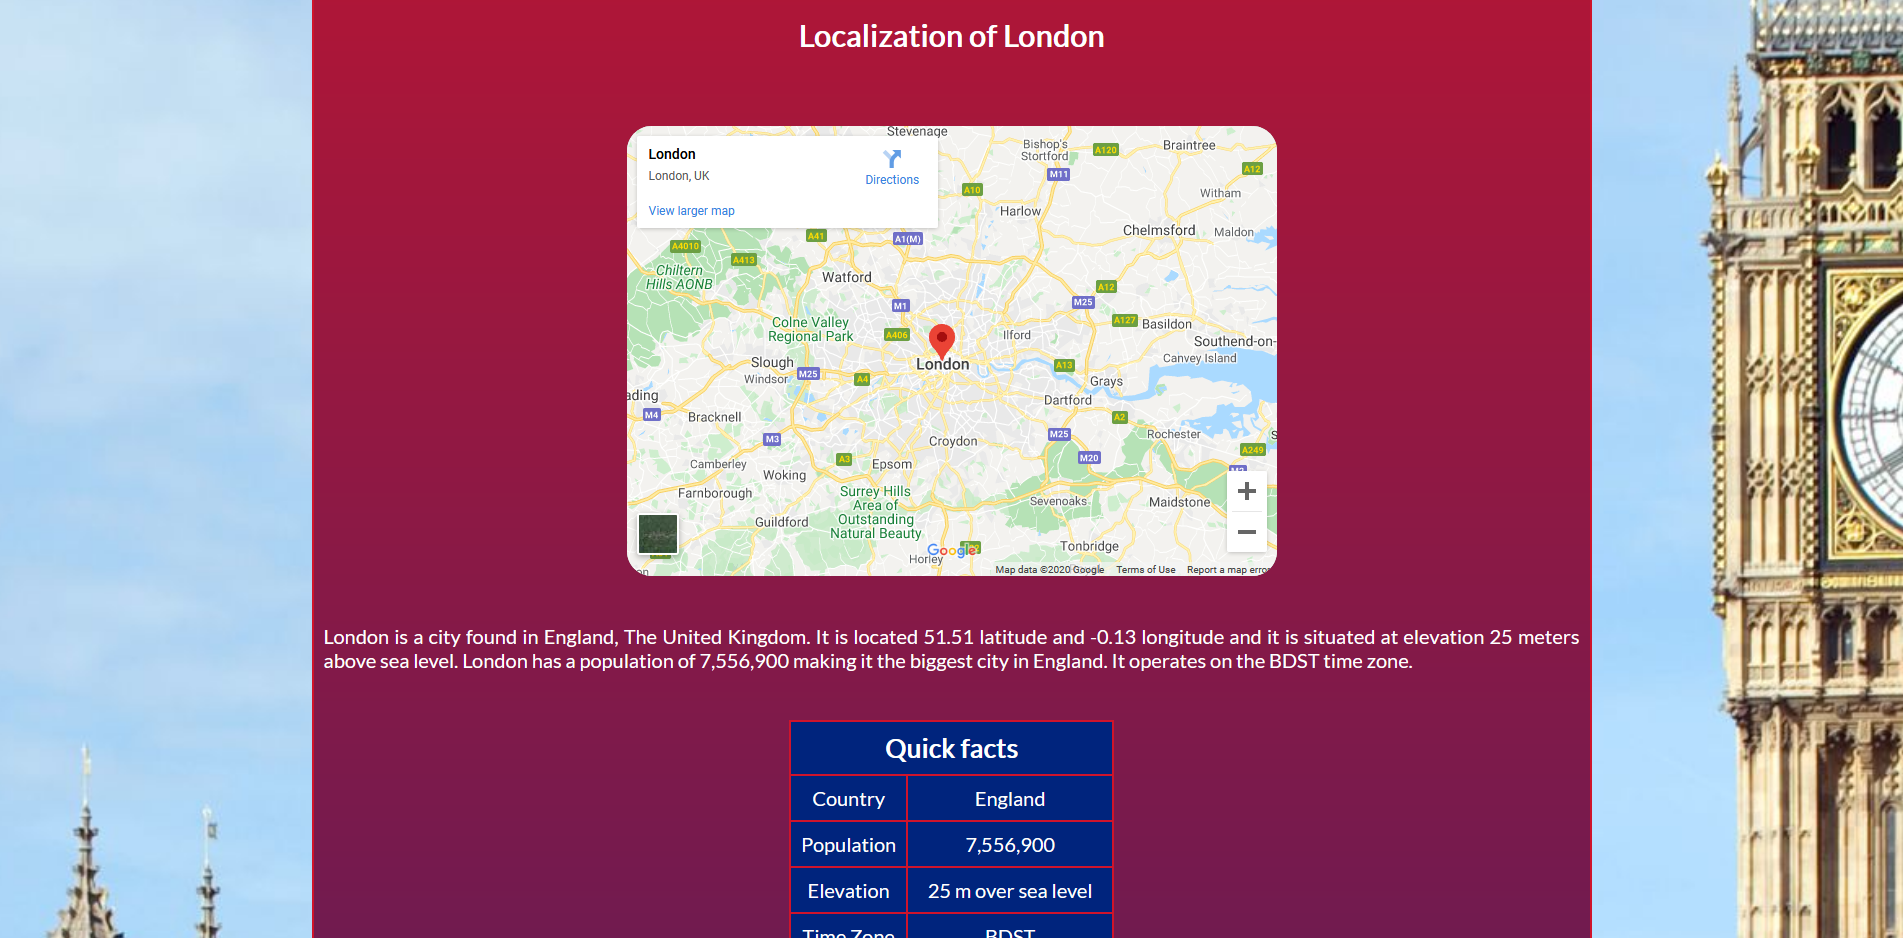 Localization of London
Stevenage
London
London, UK
Directions
View larger map
Bishop's
Stortford
A120
Braintree
M11
A12
A10
Witham
Harlow
Chelmsford
Maldon
A41
A1(M)
A4010
A413
Chiltern
Hills AONB
Watford
A12
M1
M25
Colne Valley
Regional Park
A406
Ilford
A127
Basildon
Southend-on-
Canvey Island
Slough
London
A13
Windsor
M25
A4
Grays
ading
Dartford
M4
Bracknell
A2
M3
Croydon
M25
Rochester
S
A249
M20
Camberley
Woking
A3
Epsom
Farnborough
Surrey Hills
Area of
Outstanding
Natural Beauty
Sevenoaks
Maidstone
Guildford
Google
Tonbridge
Horley
on
Map data ©2020 Google Terms of Use Report a map error
London is a city found in England, The United Kingdom. It is located 51.51 latitude and -0.13 longitude and it is situated at elevation 25 meters
above sea level. London has a population of 7,556,900 making it the biggest city in England. It operates on the BDST time zone.
Quick facts
Country England
Population 7,556,900
Elevation 25 m over sea level
Time Zone BDST